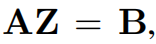 AZ = B,